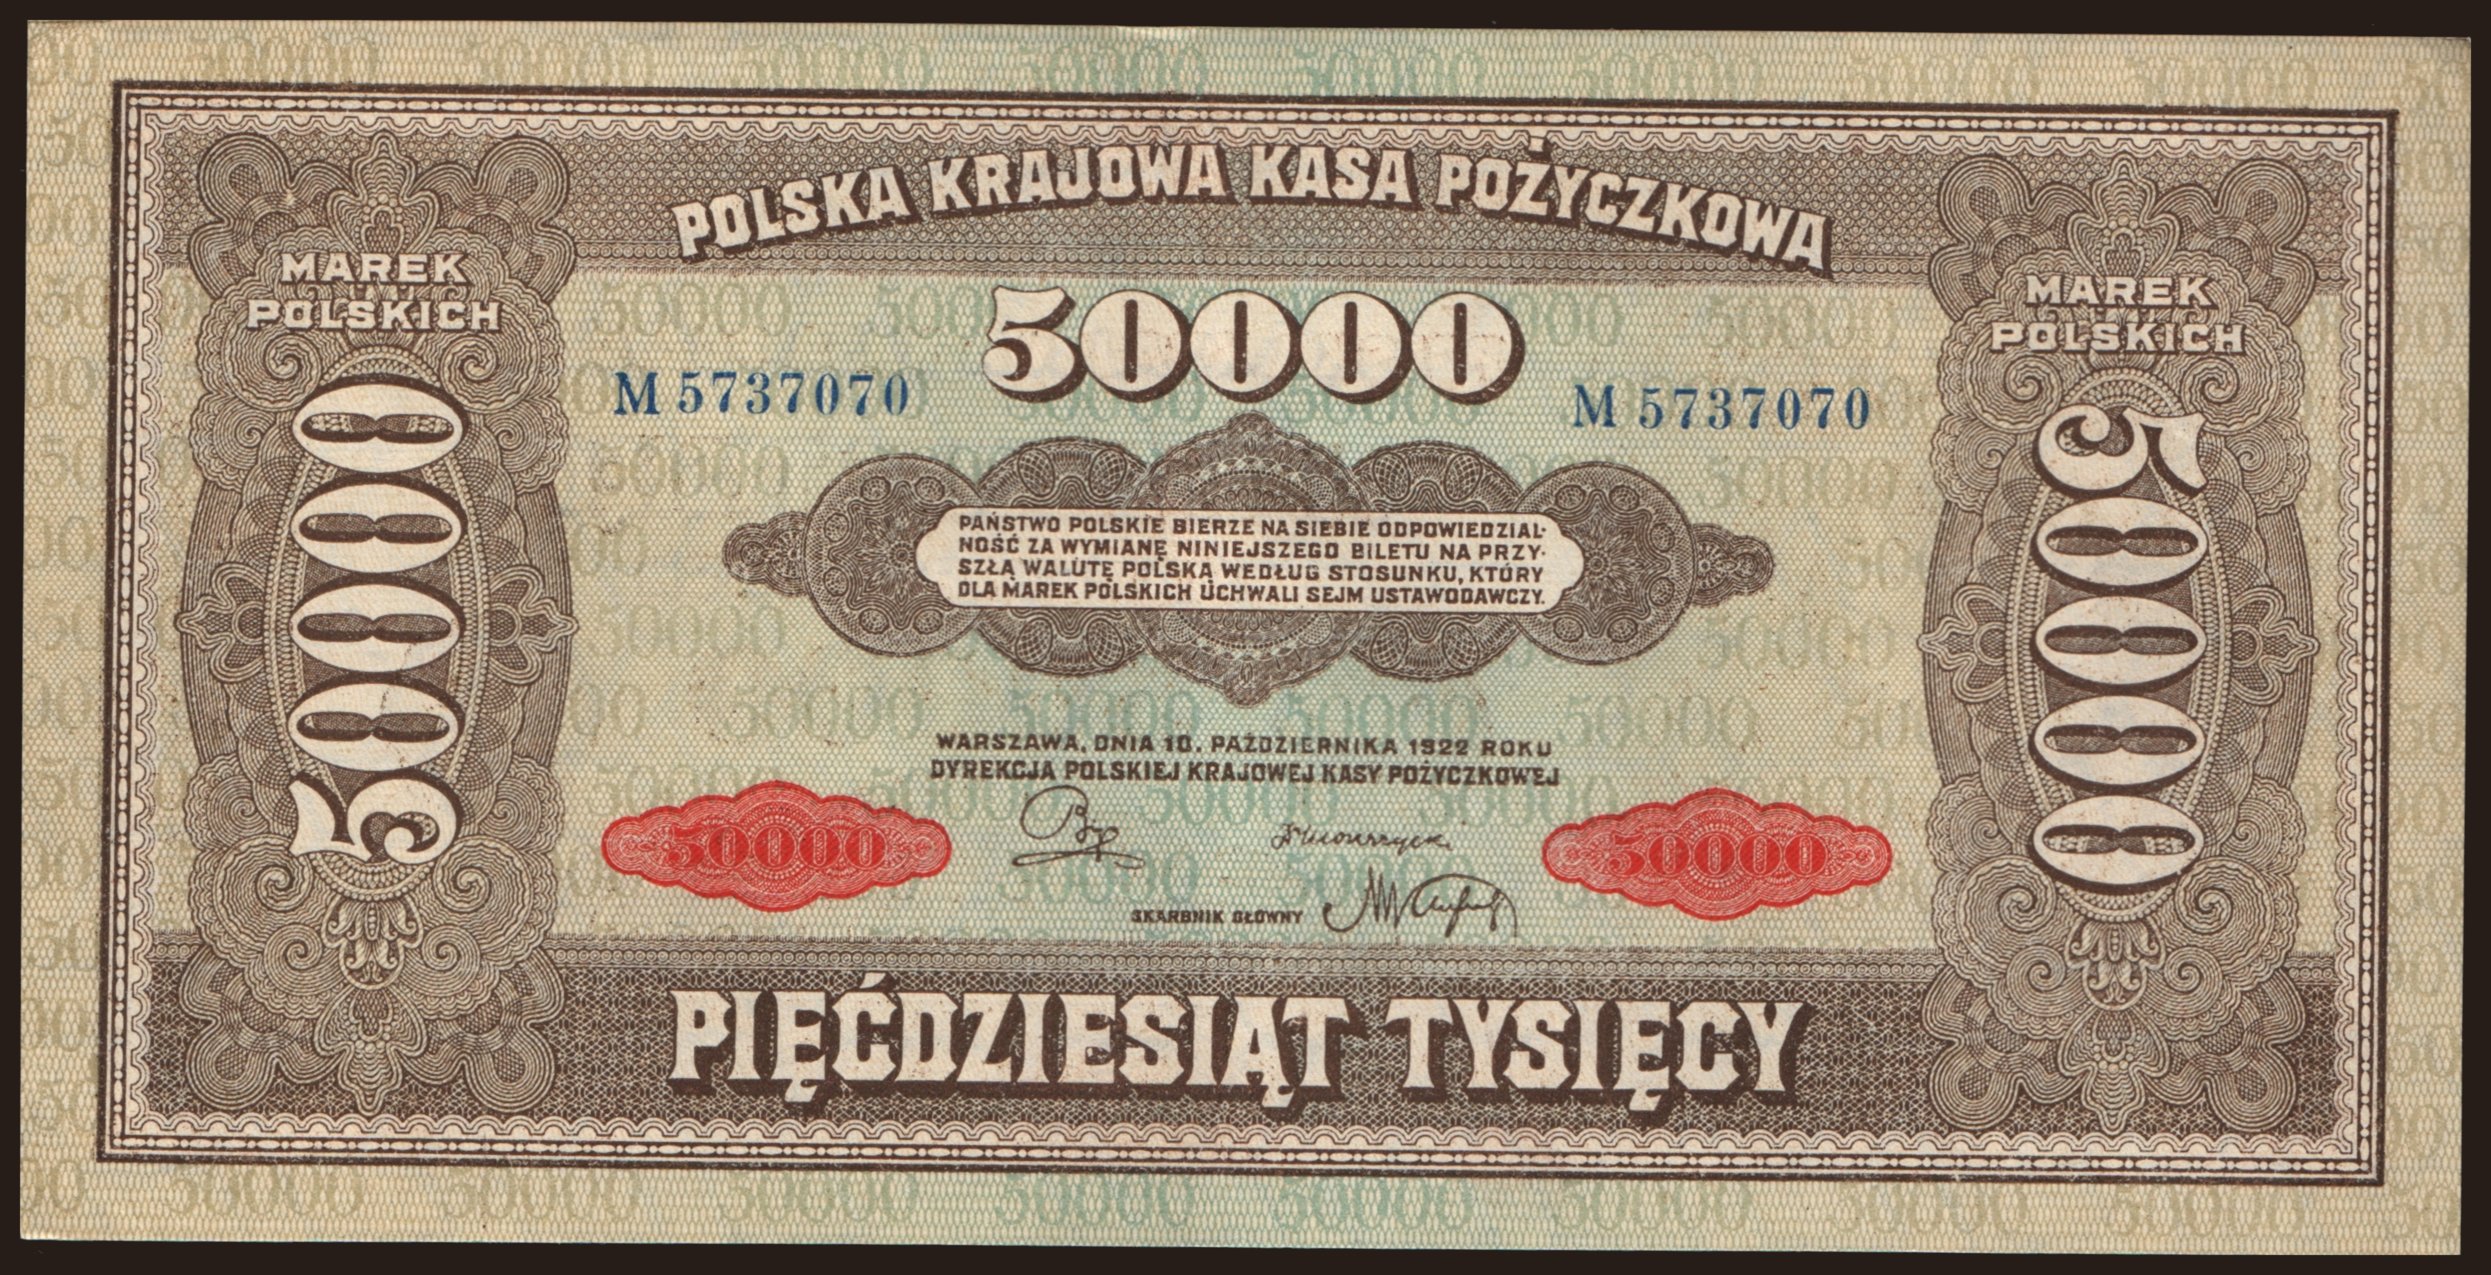 POLSKA KRAJOWA KASA POŻYCZKOWA
MAREK
POLSKICH
50000
50000
MAREK
POLSKICH
50000
M 5737070
M 5737070
PAŃSTWO POLSKIE BIERZE NA SIEBIE ODPOWIEDZIAL-
NOŚĆ ZA WYMIANĘ NINIEJSZEGO BILETU NA PRZY-
SZŁĄ WALUTĘ POLSKĄ WEDŁUG STOSUNKU, KTÓRY
DLA MAREK POLSKICH UCHWALI SEJM USTAWODAWCZY.
WARSZAWA, DNIA 10. PAŹDZIERNIKA 1922 ROKU
DYREKCJA POLSKIEJ KRAJOWEJ KASY POŻYCZKOWEJ
50000
50000
SKARBNIK GŁÓWNY
PIĘĆDZIESIĄT TYSIĘCY